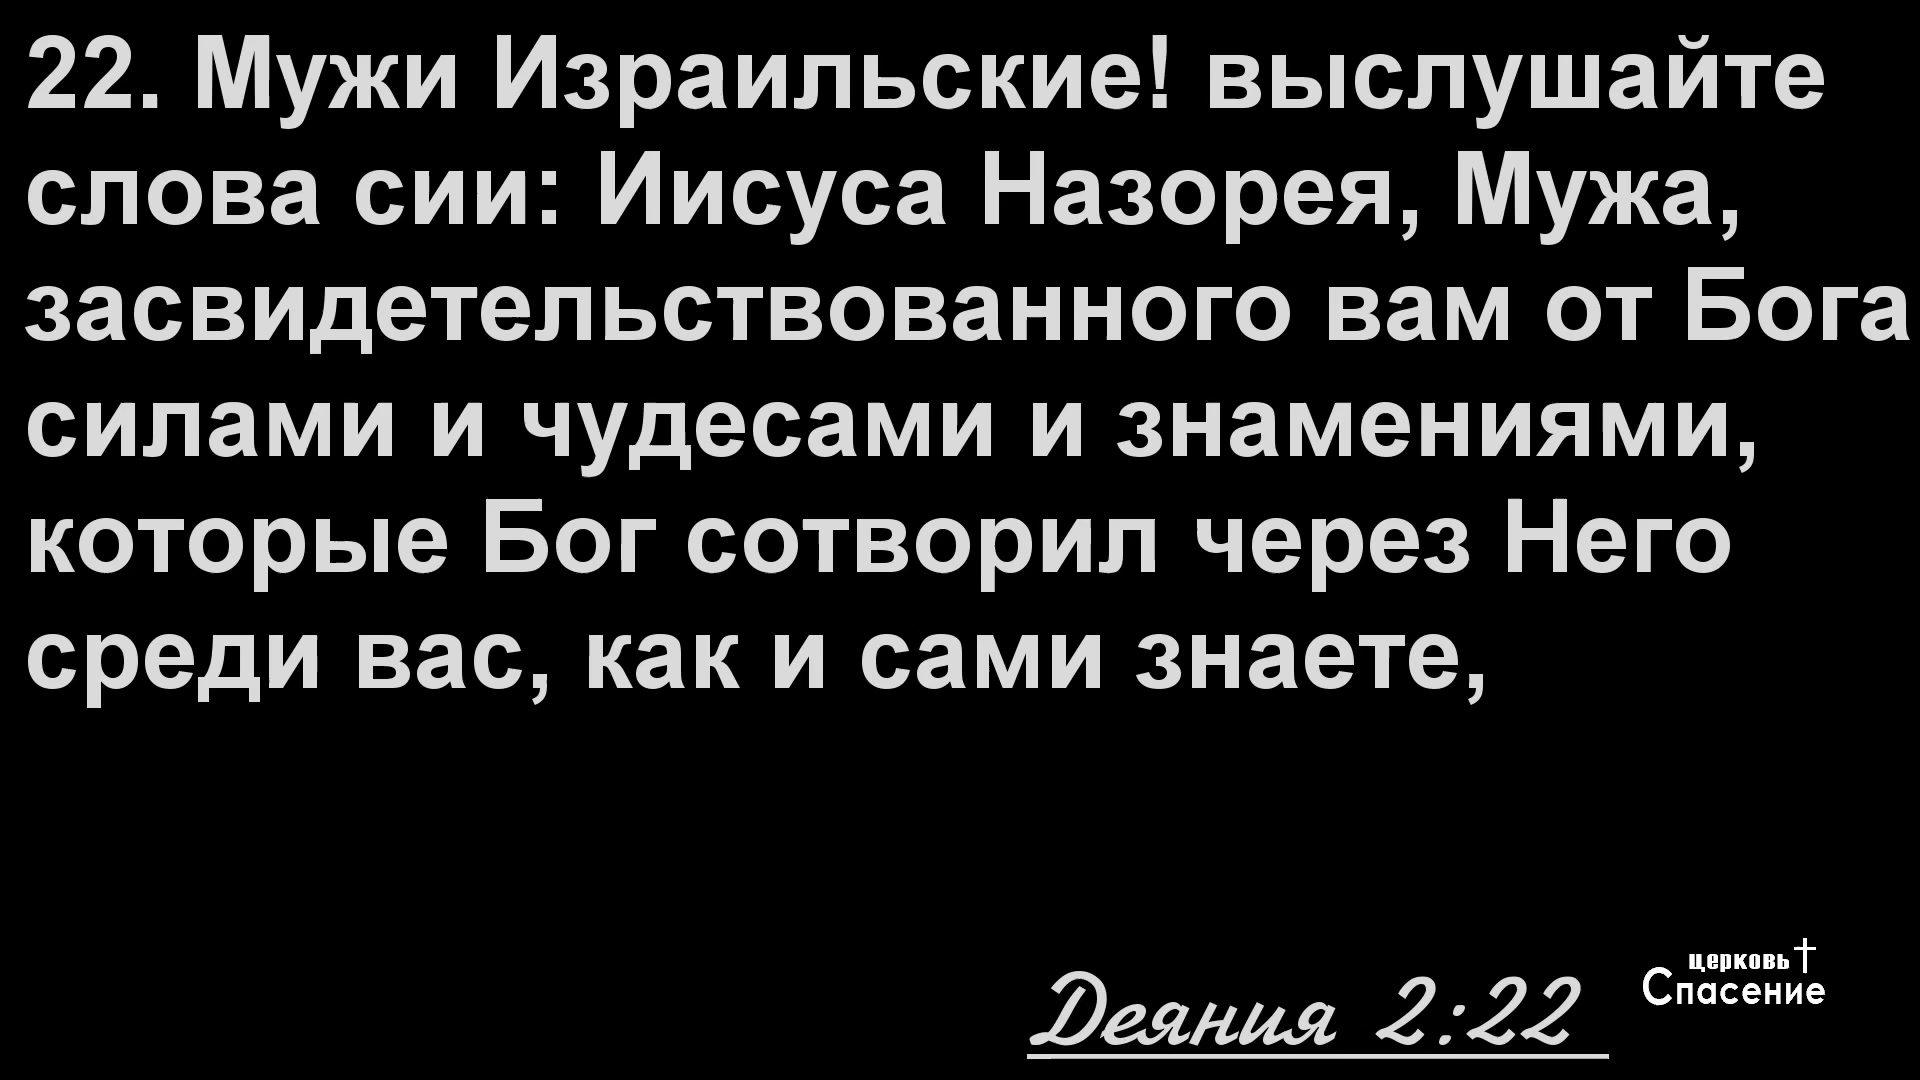 22. Мужи Израильские! выслушайте
слова сии: Иисуса Назорея, Мужа,
засвидетельствованного вам от Бога
силами и чудесами и знамениями,
которые Бог сотворил через Него
среди вас, как и сами знаете,
Деяния 2:22
церковь
Спасение